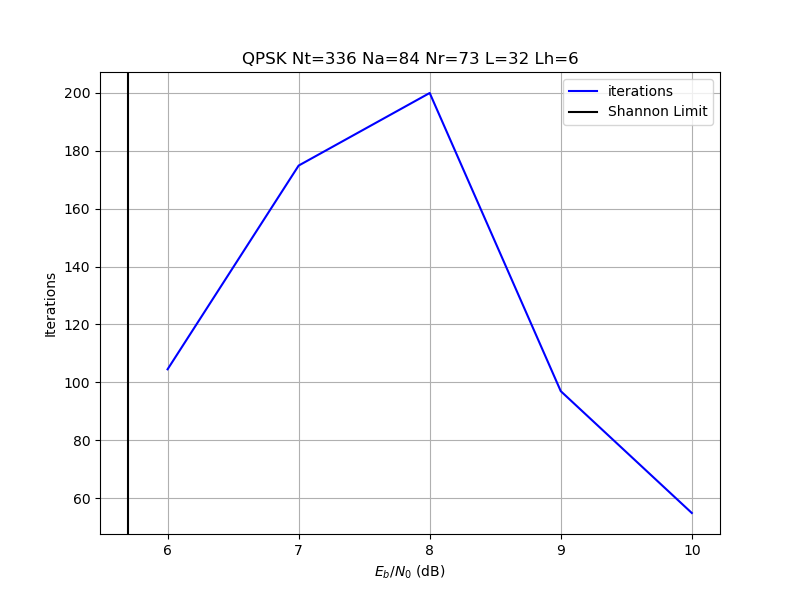 QPSK Nt=336 Na=84 Nr=73 L=32 Lh=6
iterations
Shannon Limit
200
180
160
140
120
100
80
60
Iterations
6 7 8 9 10
E_b/N_0 (dB)